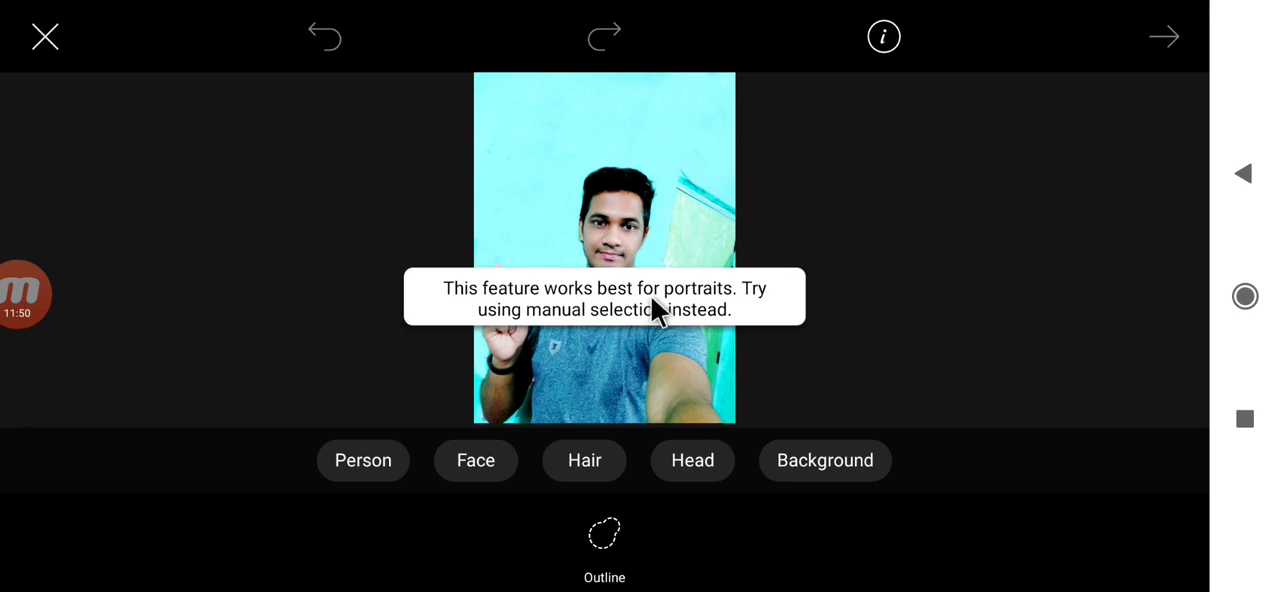 i
This feature works best for portraits. Try
using manual selection instead.
m
11:50
Person Face Hair Head Background
Outline